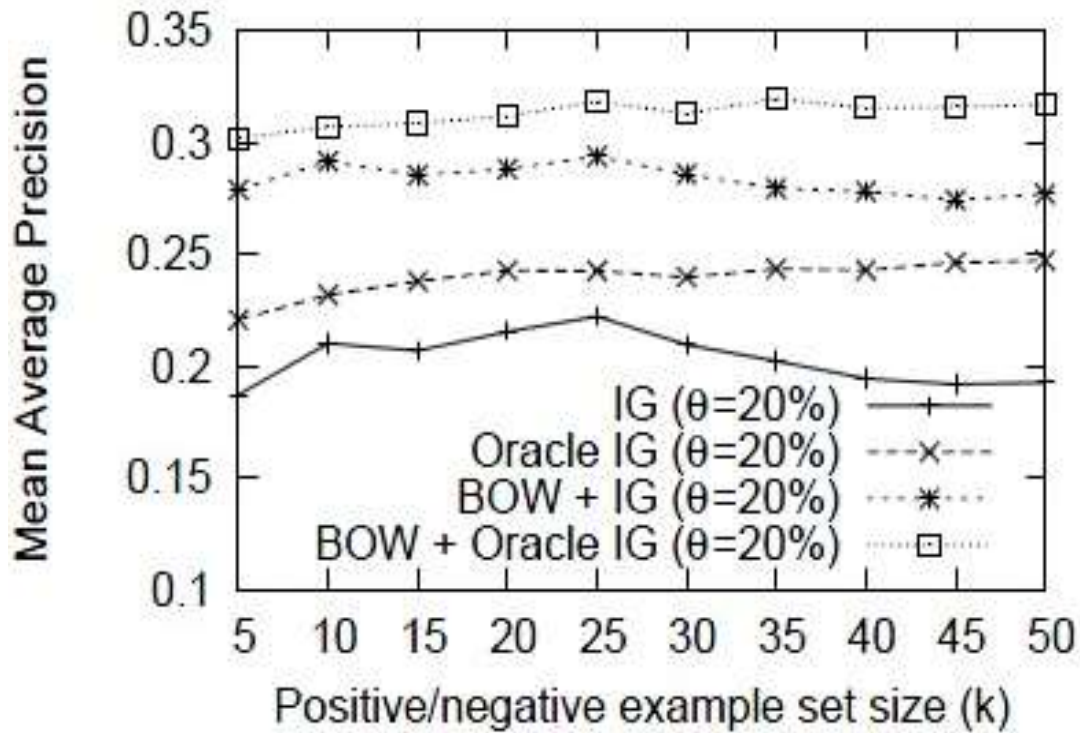 Mean Average Precision
0.35
0.3
0.25
0.2
0.15
0.1
IG (θ=20%)
Oracle IG (θ=20%)
BOW + IG (θ=20%)
BOW + Oracle IG (θ=20%)
5 10 15 20 25 30 35 40 45 50
Positive/negative example set size (k)